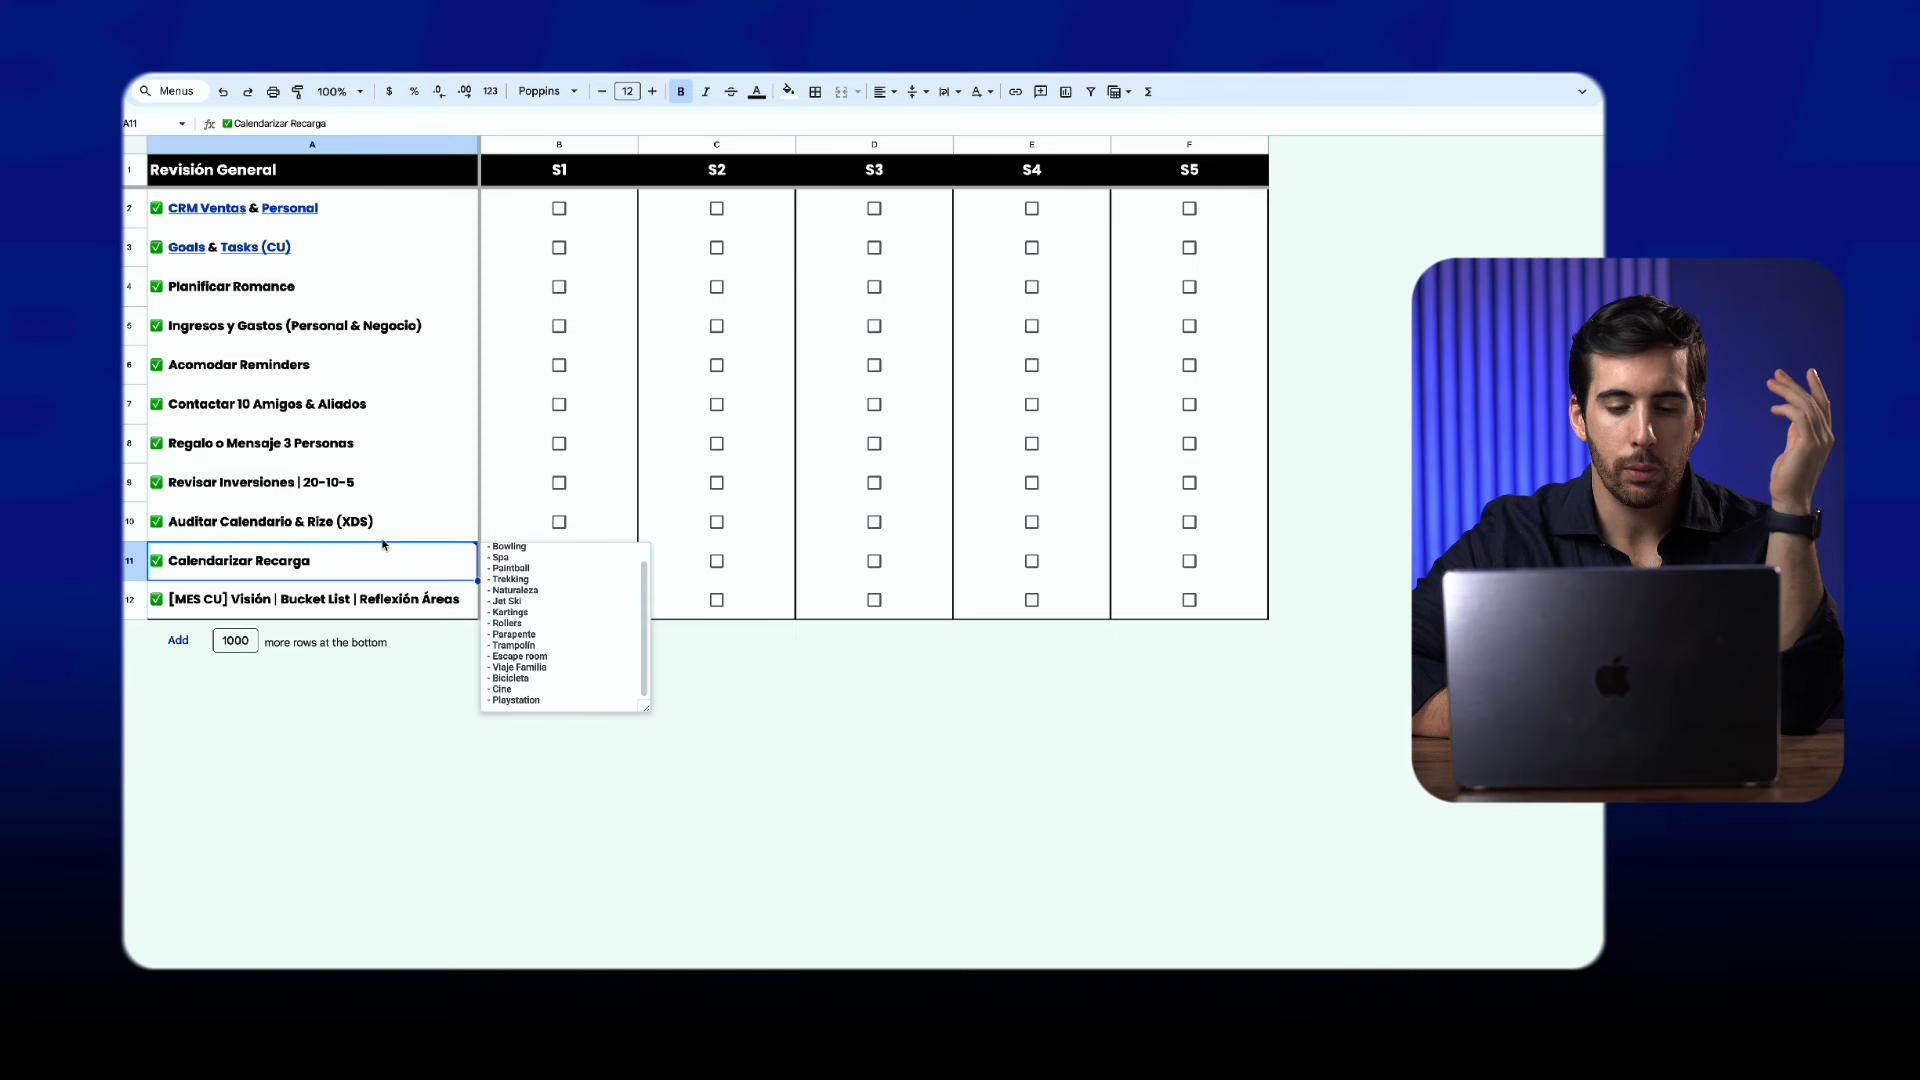 Menus
100%
$
%
.0
.00
123
Poppins
12
B
I
A
Σ
A11
fx ✅ Calendarizar Recarga
A B C D E F
1 Revisión General S1 S2 S3 S4 S5
2 ✅ CRM Ventas & Personal
3 ✅ Goals & Tasks (CU)
4 ✅ Planificar Romance
5 ✅ Ingresos y Gastos (Personal & Negocio)
6 ✅ Acomodar Reminders
7 ✅ Contactar 10 Amigos & Aliados
8 ✅ Regalo o Mensaje 3 Personas
9 ✅ Revisar Inversiones | 20-10-5
10 ✅ Auditar Calendario & Rize (XDS)
11 ✅ Calendarizar Recarga
12 ✅ [MES CU] Visión | Bucket List | Reflexión Áreas
- Bowling
- Spa
- Paintball
- Trekking
- Naturaleza
- Jet Ski
- Kartings
- Rollers
- Parapente
- Trampolín
- Escape room
- Viaje Familia
- Bicicleta
- Cine
- Playstation
Add 1000 more rows at the bottom